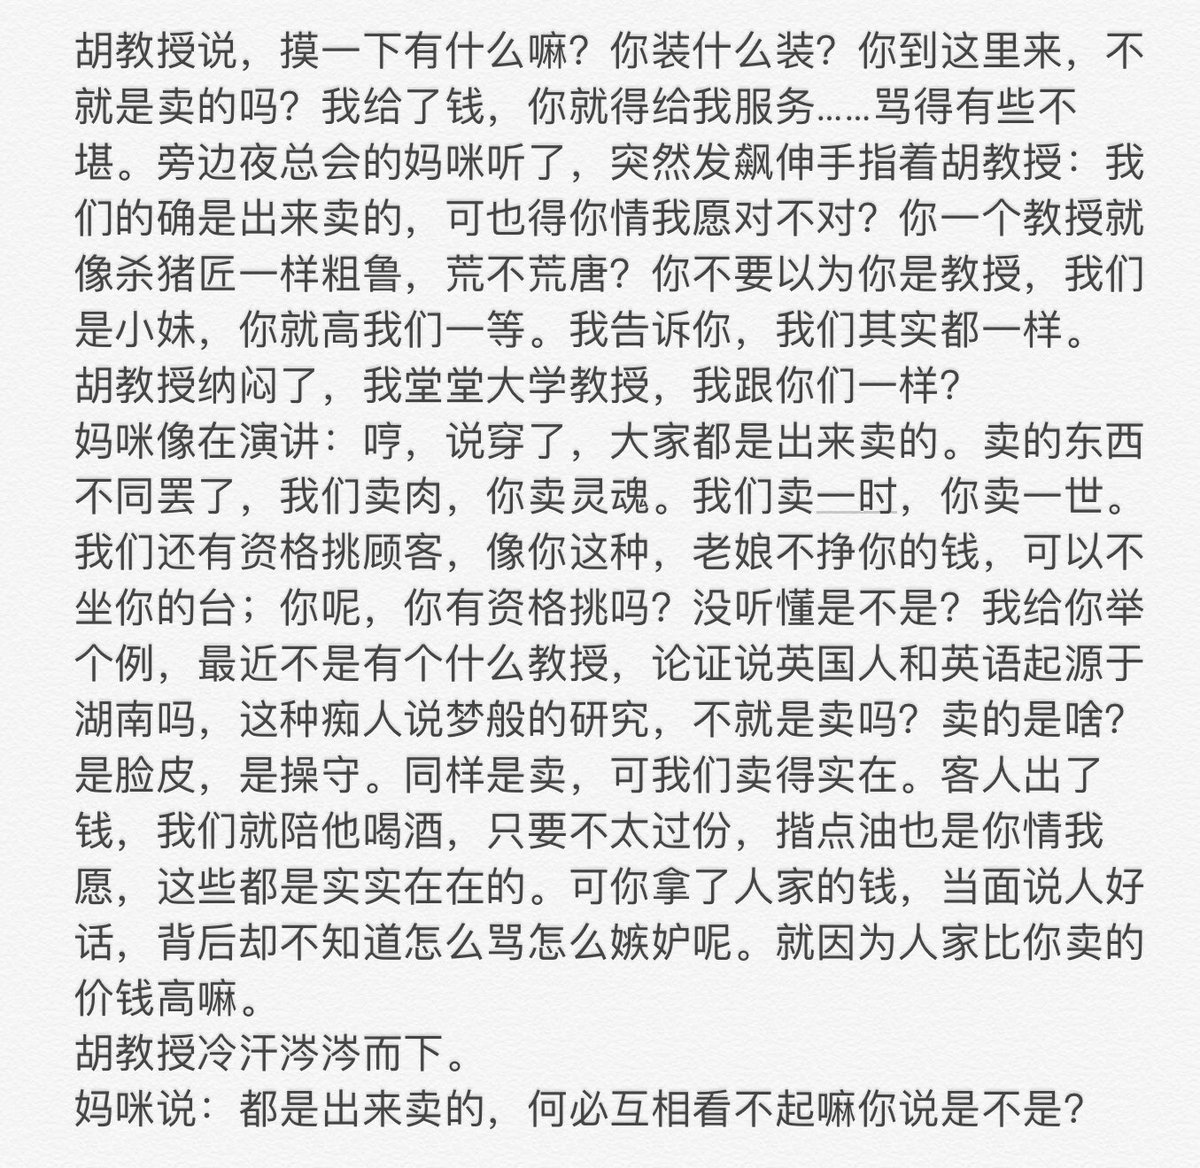 胡教授说，摸一下有什么嘛？你装什么装？你到这里来，不
就是卖的吗？我给了钱，你就得给我服务……骂得有些不
堪。旁边夜总会的妈咪听了，突然发飙伸手指着胡教授：我
们的确是出来卖的，可也得你情我愿对不对？你一个教授就
像杀猪匠一样粗鲁，荒不荒唐？你不要以为你是教授，我们
是小妹，你就高我们一等。我告诉你，我们其实都一样。
胡教授纳闷了，我堂堂大学教授，我跟你们一样？
妈咪像在演讲：哼，说穿了，大家都是出来卖的。卖的东西
不同罢了，我们卖肉，你卖灵魂。我们卖一时，你卖一世。
我们还有资格挑顾客，像你这种，老娘不挣你的钱，可以不
坐你的台；你呢，你有资格挑吗？没听懂是不是？我给你举
个例，最近不是有个什么教授，论证说英国人和英语起源于
湖南吗，这种痴人说梦般的研究，不就是卖吗？卖的是啥？
是脸皮，是操守。同样是卖，可我们卖得实在。客人出了
钱，我们就陪他喝酒，只要不太过份，揩点油也是你情我
愿，这些都是实实在在的。可你拿了人家的钱，当面说人好
话，背后却不知道怎么骂怎么嫉妒呢。就因为人家比你卖的
价钱高嘛。
胡教授冷汗涔涔而下。
妈咪说：都是出来卖的，何必互相看不起嘛你说是不是？